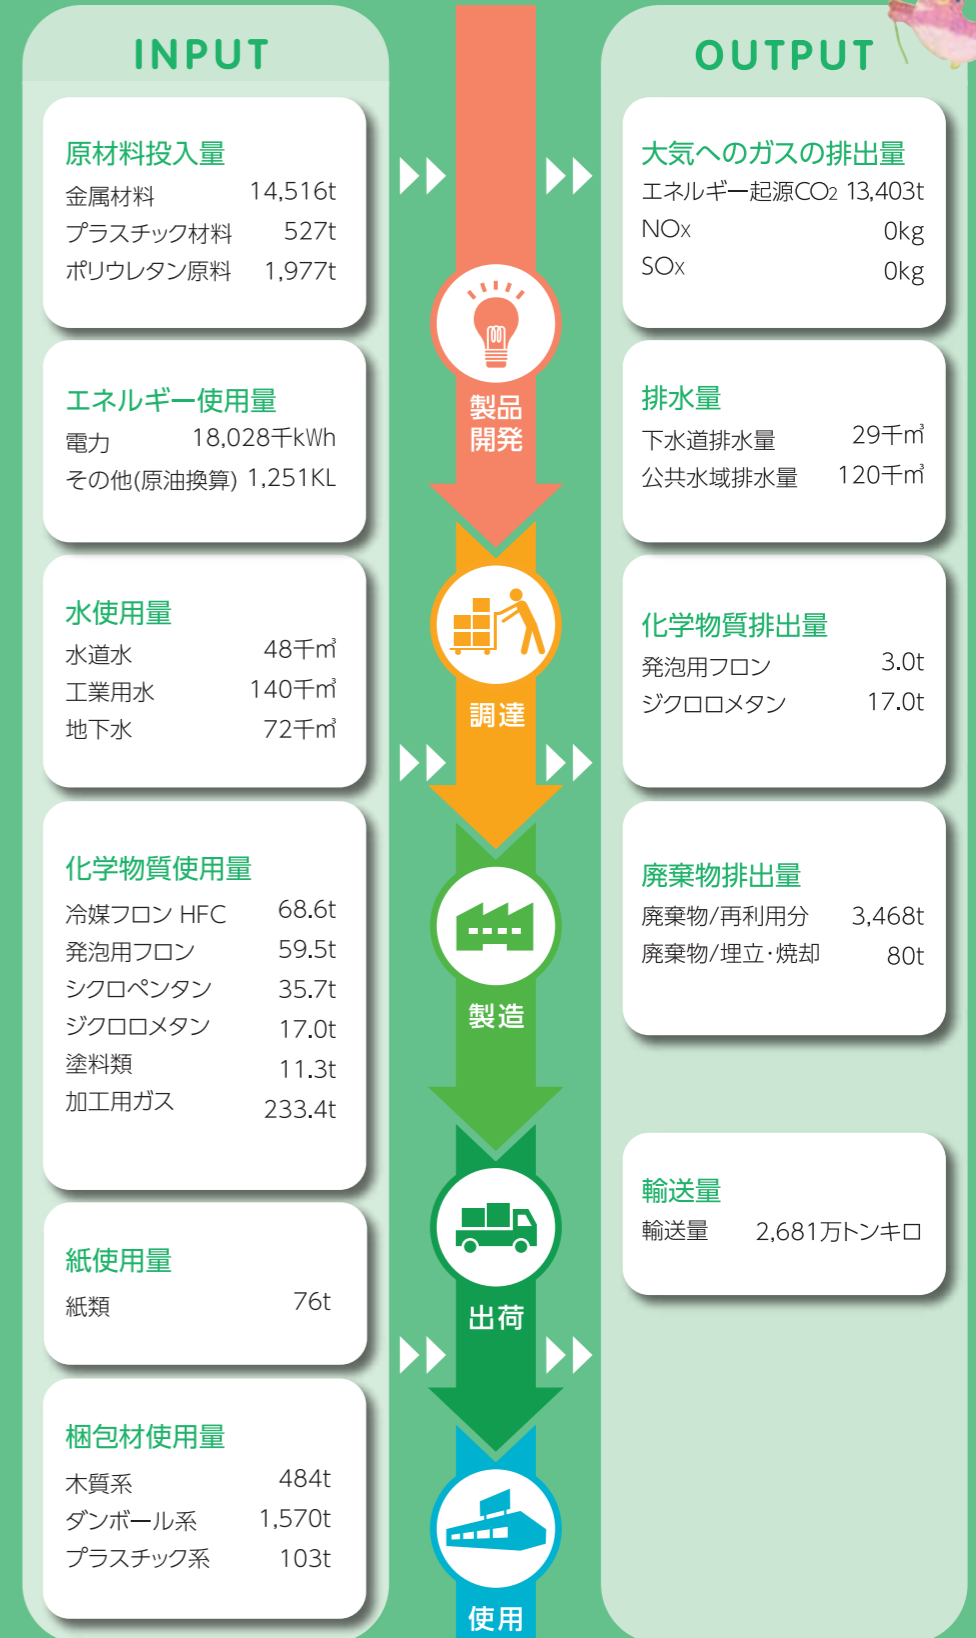 INPUT
原材料投入量
金属材料 14,516t
プラスチック材料 527t
ポリウレタン原料 1,977t
エネルギー使用量
電力 18,028千kWh
その他(原油換算) 1,251KL
水使用量
水道水 48千㎥
工業用水 140千㎥
地下水 72千㎥
化学物質使用量
冷媒フロン HFC 68.6t
発泡用フロン 59.5t
シクロペンタン 35.7t
ジクロロメタン 17.0t
塗料類 11.3t
加工用ガス 233.4t
紙使用量
紙類 76t
梱包材使用量
木質系 484t
ダンボール系 1,570t
プラスチック系 103t
製品
開発
調達
製造
出荷
使用
OUTPUT
大気へのガスの排出量
エネルギー起源CO2 13,403t
NOx 0kg
SOx 0kg
排水量
下水道排水量 29千㎥
公共水域排水量 120千㎥
化学物質排出量
発泡用フロン 3.0t
ジクロロメタン 17.0t
廃棄物排出量
廃棄物/再利用分 3,468t
廃棄物/埋立・焼却 80t
輸送量
輸送量 2,681万トンキロ